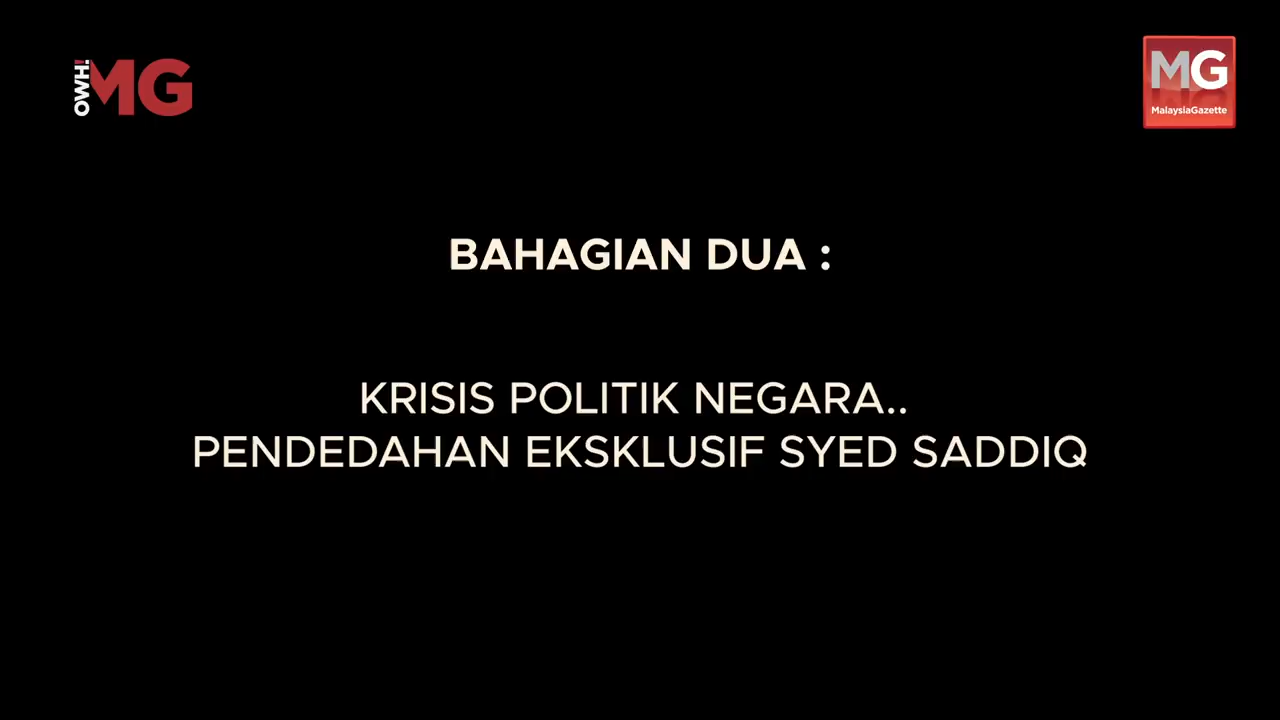 OWH! MG
MG
MalaysiaGazette
BAHAGIAN DUA :
KRISIS POLITIK NEGARA..
PENDEDAHAN EKSKLUSIF SYED SADDIQ